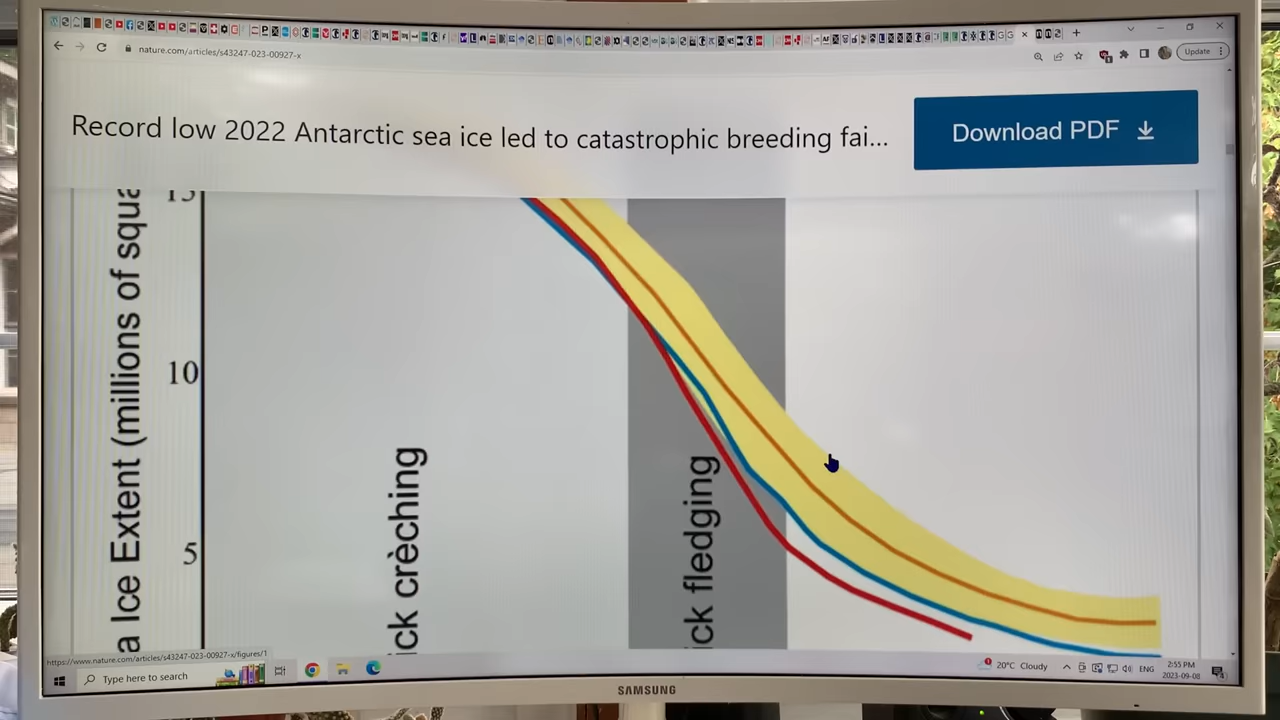 nature.com/articles/s43247-023-00927-x
Update
Record low 2022 Antarctic sea ice led to catastrophic breeding fai...
Download PDF
a Ice Extent (millions of squa
15
10
5
ick crèching
ick fledging
https://www.nature.com/articles/s43247-023-00927-x/figures/1
Type here to search
20°C Cloudy
ENG
2:55 PM
2023-09-08
SAMSUNG